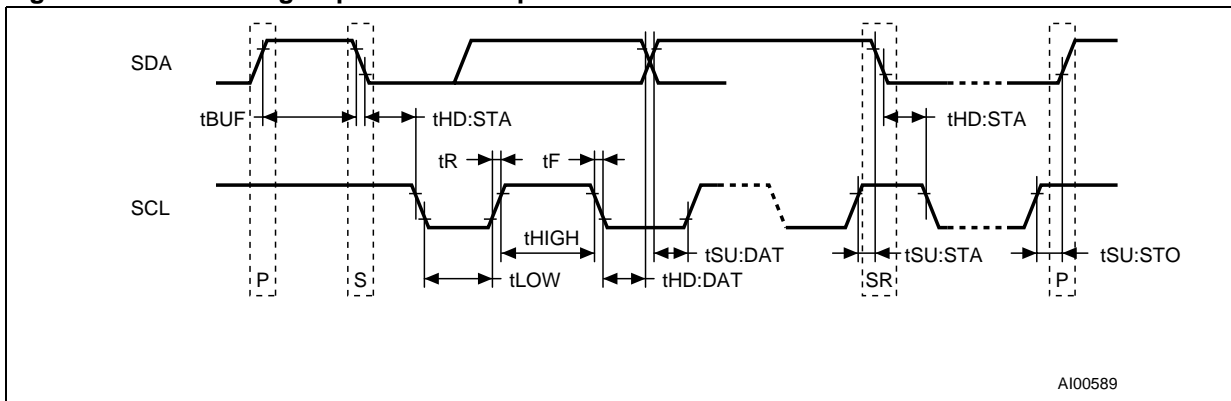 SDA
tBUF
tHD:STA
tHD:STA
tR
tF
SCL
tHIGH
tSU:DAT
tSU:STA
tSU:STO
P
S
tLOW
tHD:DAT
SR
P
AI00589